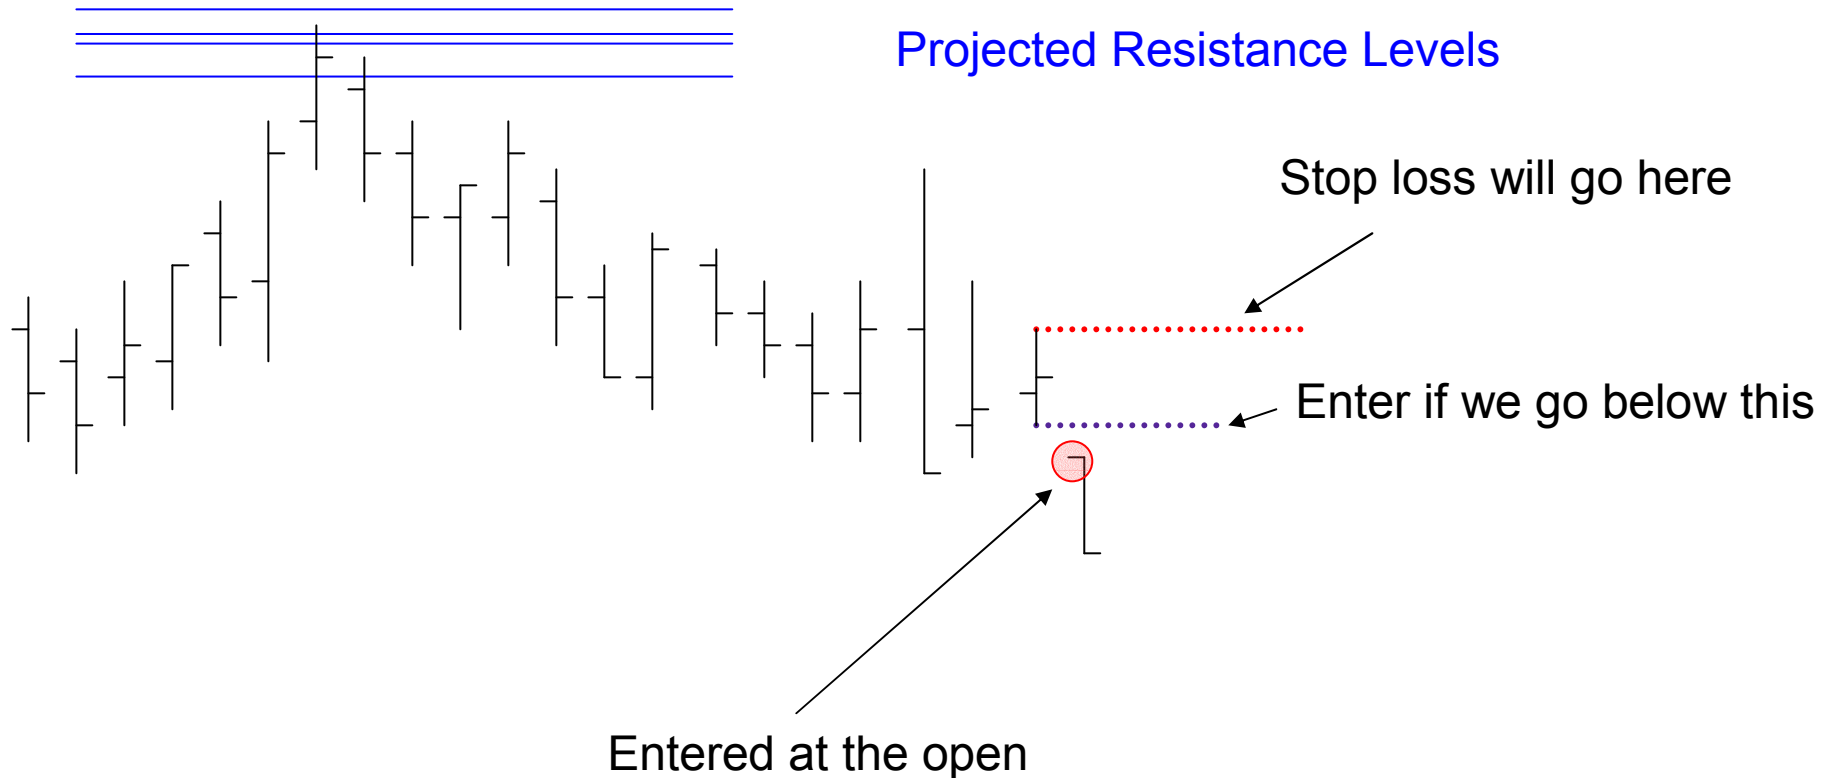 Projected Resistance Levels
Stop loss will go here
Enter if we go below this
Entered at the open